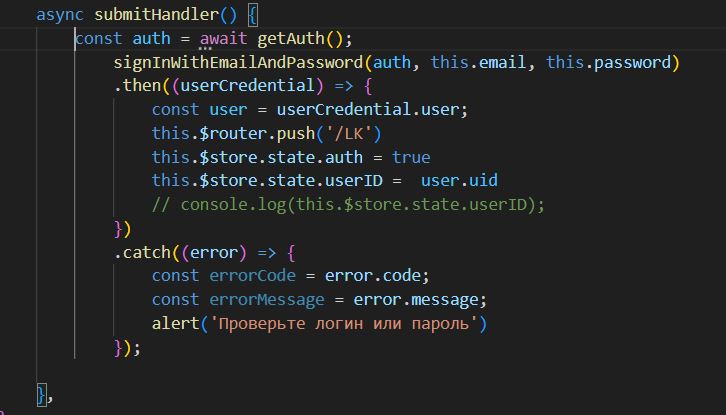 async submitHandler() {
const auth = await getAuth();
signInWithEmailAndPassword(auth, this.email, this.password)
.then((userCredential) => {
const user = userCredential.user;
this.$router.push('/LK')
this.$store.state.auth = true
this.$store.state.userID =  user.uid
// console.log(this.$store.state.userID);
})
.catch((error) => {
const errorCode = error.code;
const errorMessage = error.message;
alert('Проверьте логин или пароль')
});
},